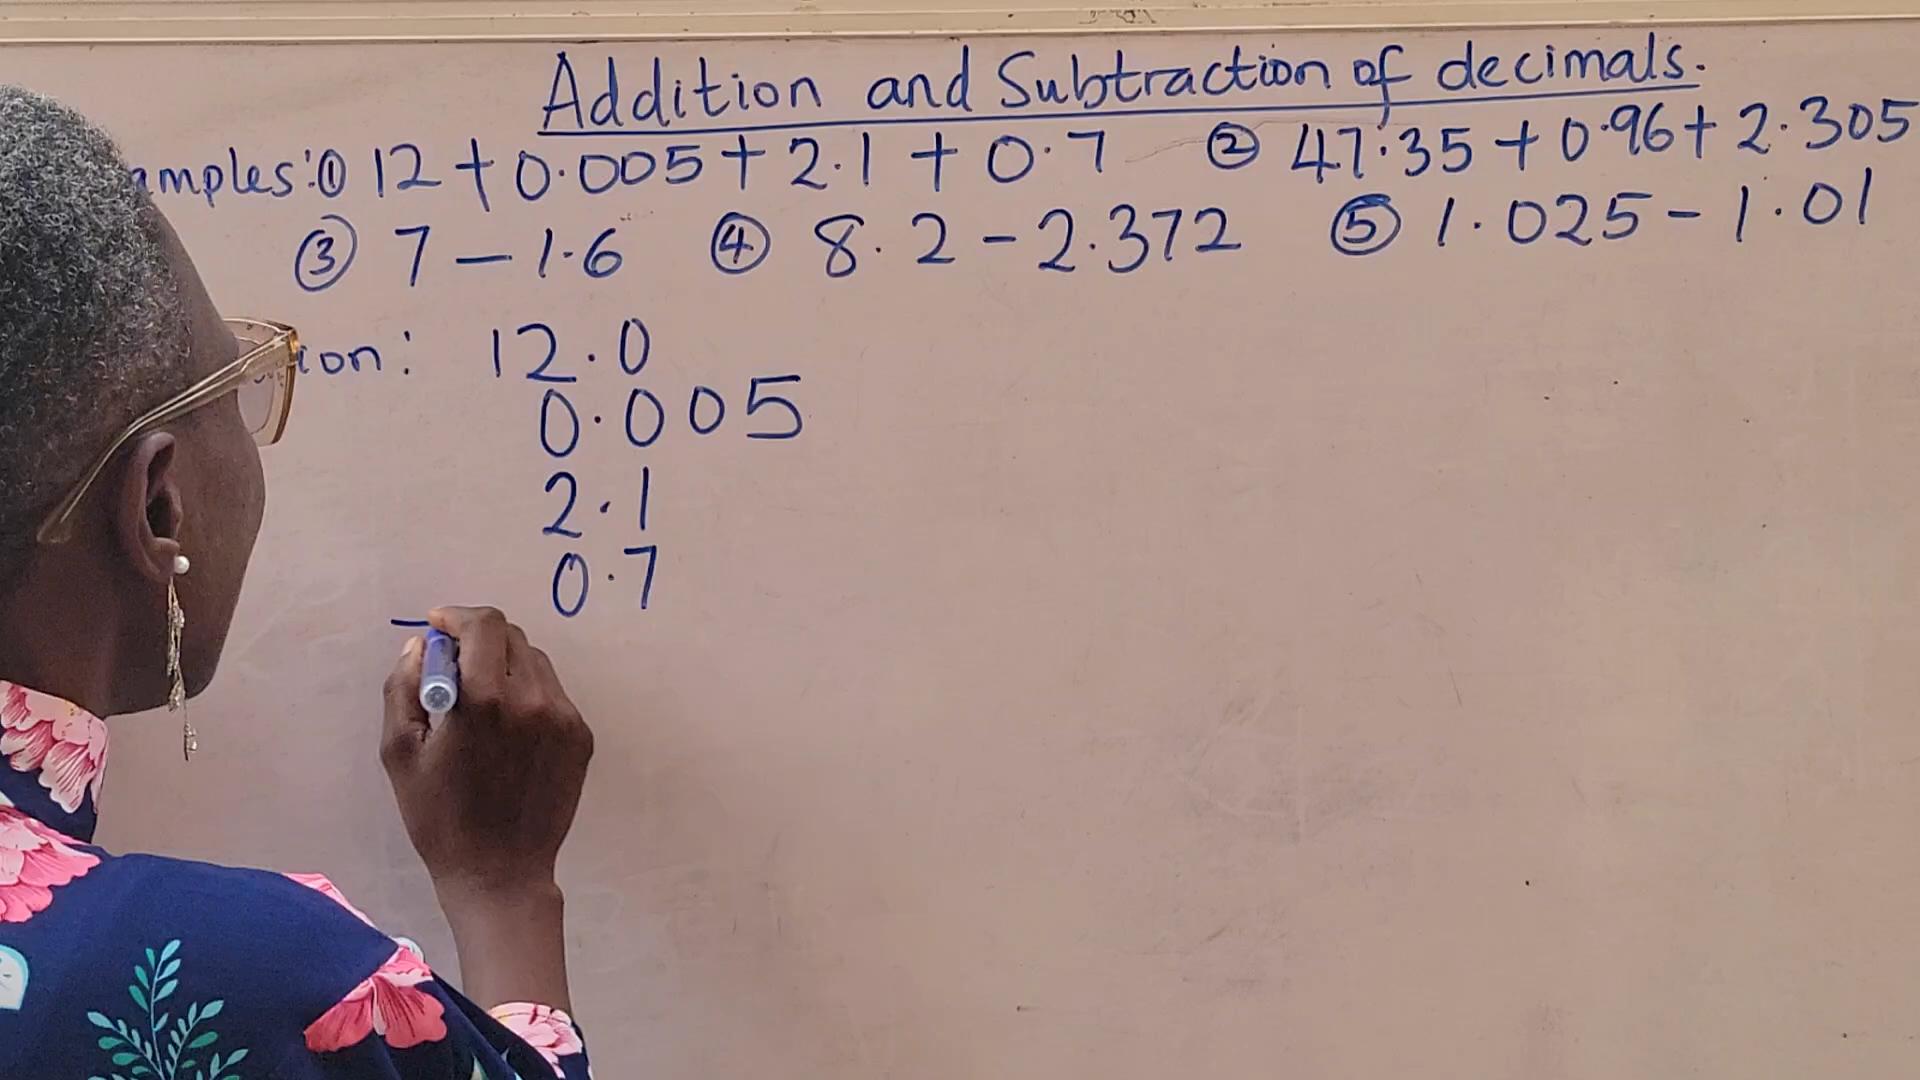 Addition and Subtraction of decimals.
amples: ① 12 + 0.005 + 2.1 + 0.7 ② 47.35 + 0.96 + 2.305
③ 7 - 1.6 ④ 8.2 - 2.372 ⑤ 1.025 - 1.01
ion: 12.0
0.005
2.1
0.7